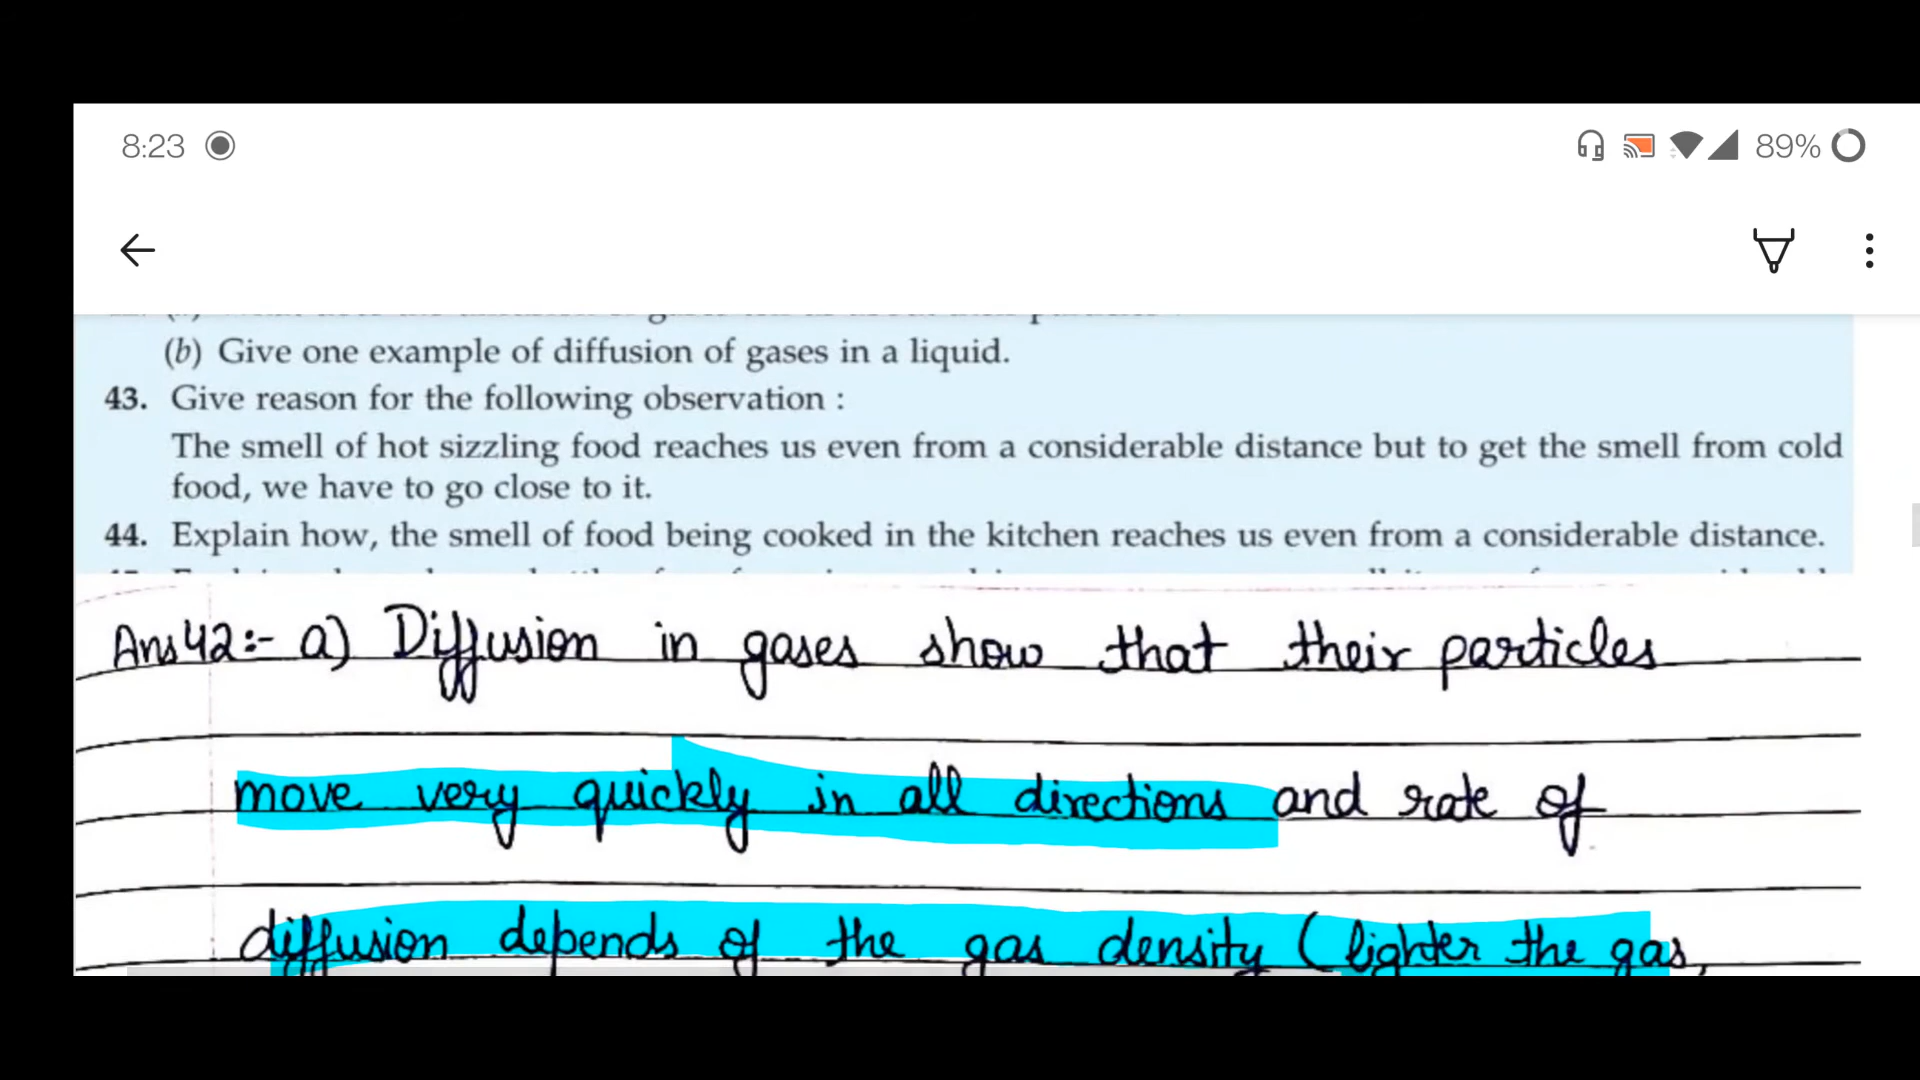 8:23
89%
(b) Give one example of diffusion of gases in a liquid.
43. Give reason for the following observation :
The smell of hot sizzling food reaches us even from a considerable distance but to get the smell from cold
food, we have to go close to it.
44. Explain how, the smell of food being cooked in the kitchen reaches us even from a considerable distance.
Ans42:- a) Diffusion in gases show that their particles
move very quickly in all directions and rate of
diffusion depends of the gas density (lighter the gas,